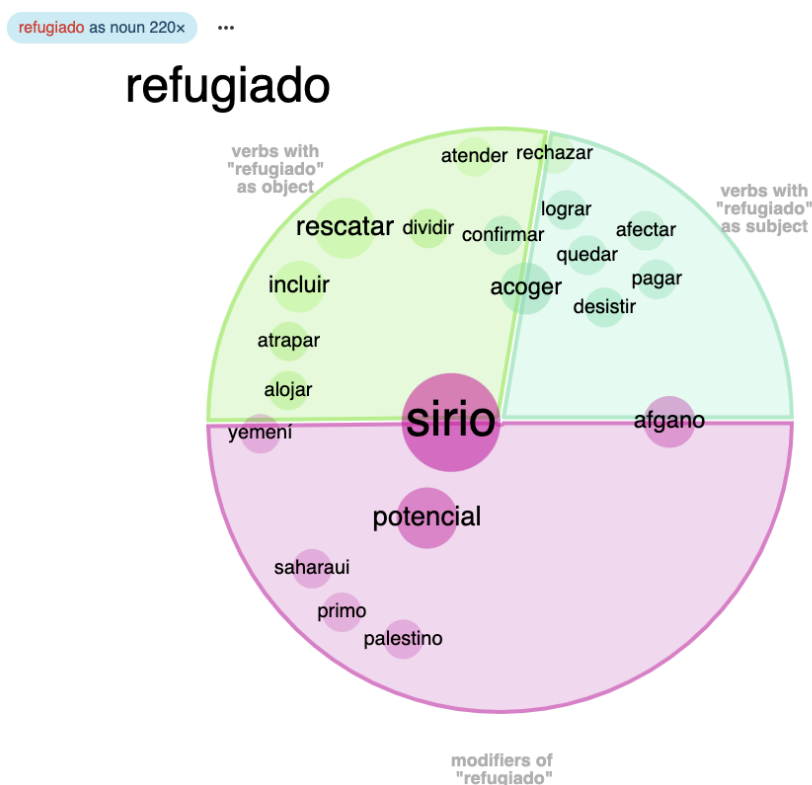 refugiado as noun 220× •••
refugiado
verbs with
"refugiado"
as object
verbs with
"refugiado"
as subject
atender
rechazar
rescatar
dividir
confirmar
lograr
afectar
quedar
incluir
acoger
pagar
desistir
atrapar
alojar
yemení
sirio
afgano
potencial
saharaui
primo
palestino
modifiers of
"refugiado"